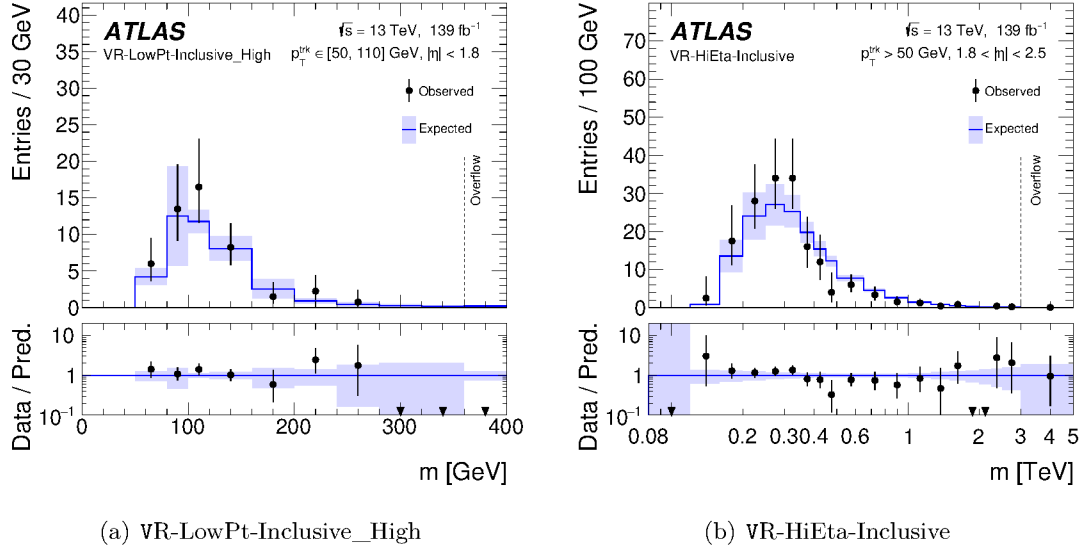 ATLAS
√s = 13 TeV, 139 fb⁻¹
VR-LowPt-Inclusive_High
p_T^trk ∈ [50, 110] GeV, |η| < 1.8
Observed
Expected
Overflow
Entries / 30 GeV
40
35
30
25
20
15
10
5
0
Data / Pred.
10
1
10⁻¹
0
100
200
300
400
m [GeV]
(a) VR-LowPt-Inclusive_High
ATLAS
√s = 13 TeV, 139 fb⁻¹
VR-HiEta-Inclusive
p_T^trk > 50 GeV, 1.8 < |η| < 2.5
Observed
Expected
Overflow
Entries / 100 GeV
70
60
50
40
30
20
10
0
Data / Pred.
10
1
10⁻¹
0.08
0.2
0.30.4
0.6
1
2
3
4
5
m [TeV]
(b) VR-HiEta-Inclusive